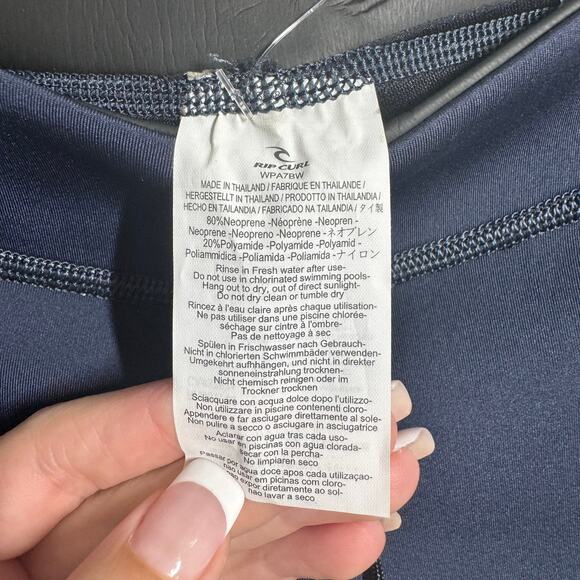 RIP CURL
WPA7BW
MADE IN THAILAND / FABRIQUE EN THAILANDE /
HERGESTELLT IN THAILAND / PRODOTTO IN THAILANDIA /
HECHO EN TAILANDIA / FABRICADO NA TAILANDIA / タイ製
80%Neoprene -Néoprène -Neopren -
Neoprene -Neopreno -Neoprene -ネオプレン
20%Polyamide -Polyamide -Polyamid -
Poliammidica -Poliamida -Poliamida -ナイロン
Rinse in Fresh water after use-
Do not use in chlorinated swimming pools-
Hang out to dry, out of direct sunlight-
Do not dry clean or tumble dry
Rincez à l'eau claire après chaque utilisation-
Ne pas utiliser dans une piscine chlorée-
séchage sur cintre à l'ombre-
Pas de nettoyage à sec
Spülen in Frischwasser nach Gebrauch-
Nicht in chlorierten Schwimmbäder verwenden-
Umgekehrt aufhängen, und nicht in direkter
sonneneinstrahlung trinken-
Nicht chemisch reinigen oder im
Trockner trocknen
Sciacquare con acqua dolce dopo l'utilizzo-
Non utilizzare in piscine contenenti cloro-
Appendere e far asciugare direttamente al sole-
Non pulire a secco o asciugare in asciugatrice
Aclarar con agua tras cada uso-
No usar en piscinas con agua clorada-
secar con la percha-
No limpiaren seco
Passar por agua doce apos cada utilizaçao-
nao usar em piscinas com cloro-
nao expor diretamente ao sol-
nao lavar a seco